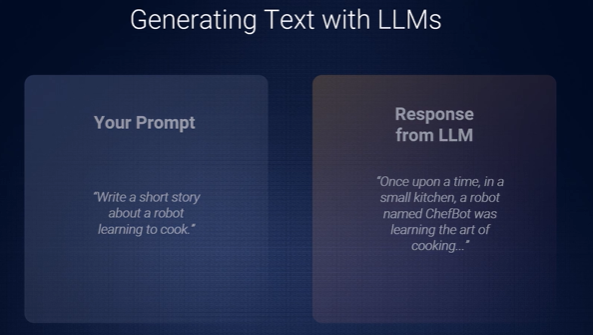 Generating Text with LLMs
Your Prompt
"Write a short story
about a robot
learning to cook."
Response
from LLM
"Once upon a time, in a
small kitchen, a robot
named ChefBot was
learning the art of
cooking..."